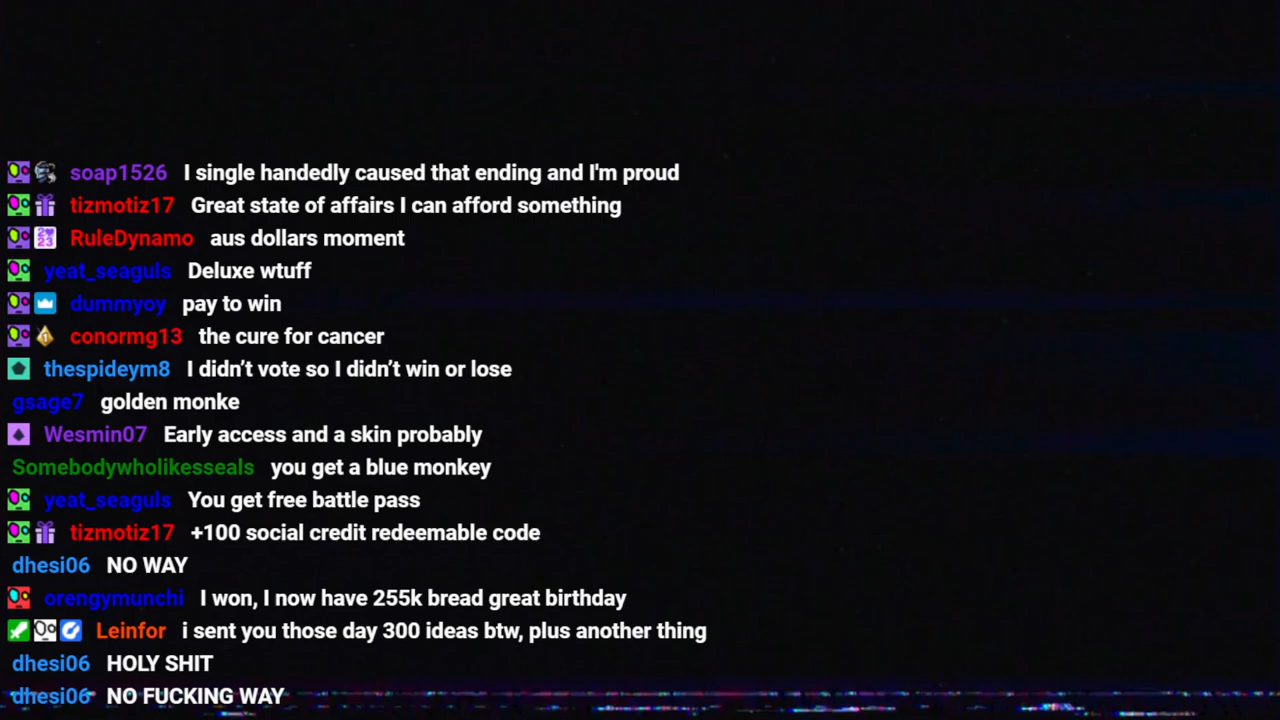 soap1526 I single handedly caused that ending and I'm proud
tizmotiz17 Great state of affairs I can afford something
RuleDynamo aus dollars moment
yeat_seaguls Deluxe wtuff
dummyoy pay to win
conormg13 the cure for cancer
thespideym8 I didn’t vote so I didn’t win or lose
gsage7 golden monke
Wesmin07 Early access and a skin probably
Somebodywholikesseals you get a blue monkey
yeat_seaguls You get free battle pass
tizmotiz17 +100 social credit redeemable code
dhesi06 NO WAY
orengymunchi I won, I now have 255k bread great birthday
Leinfor i sent you those day 300 ideas btw, plus another thing
dhesi06 HOLY SHIT
dhesi06 NO FUCKING WAY